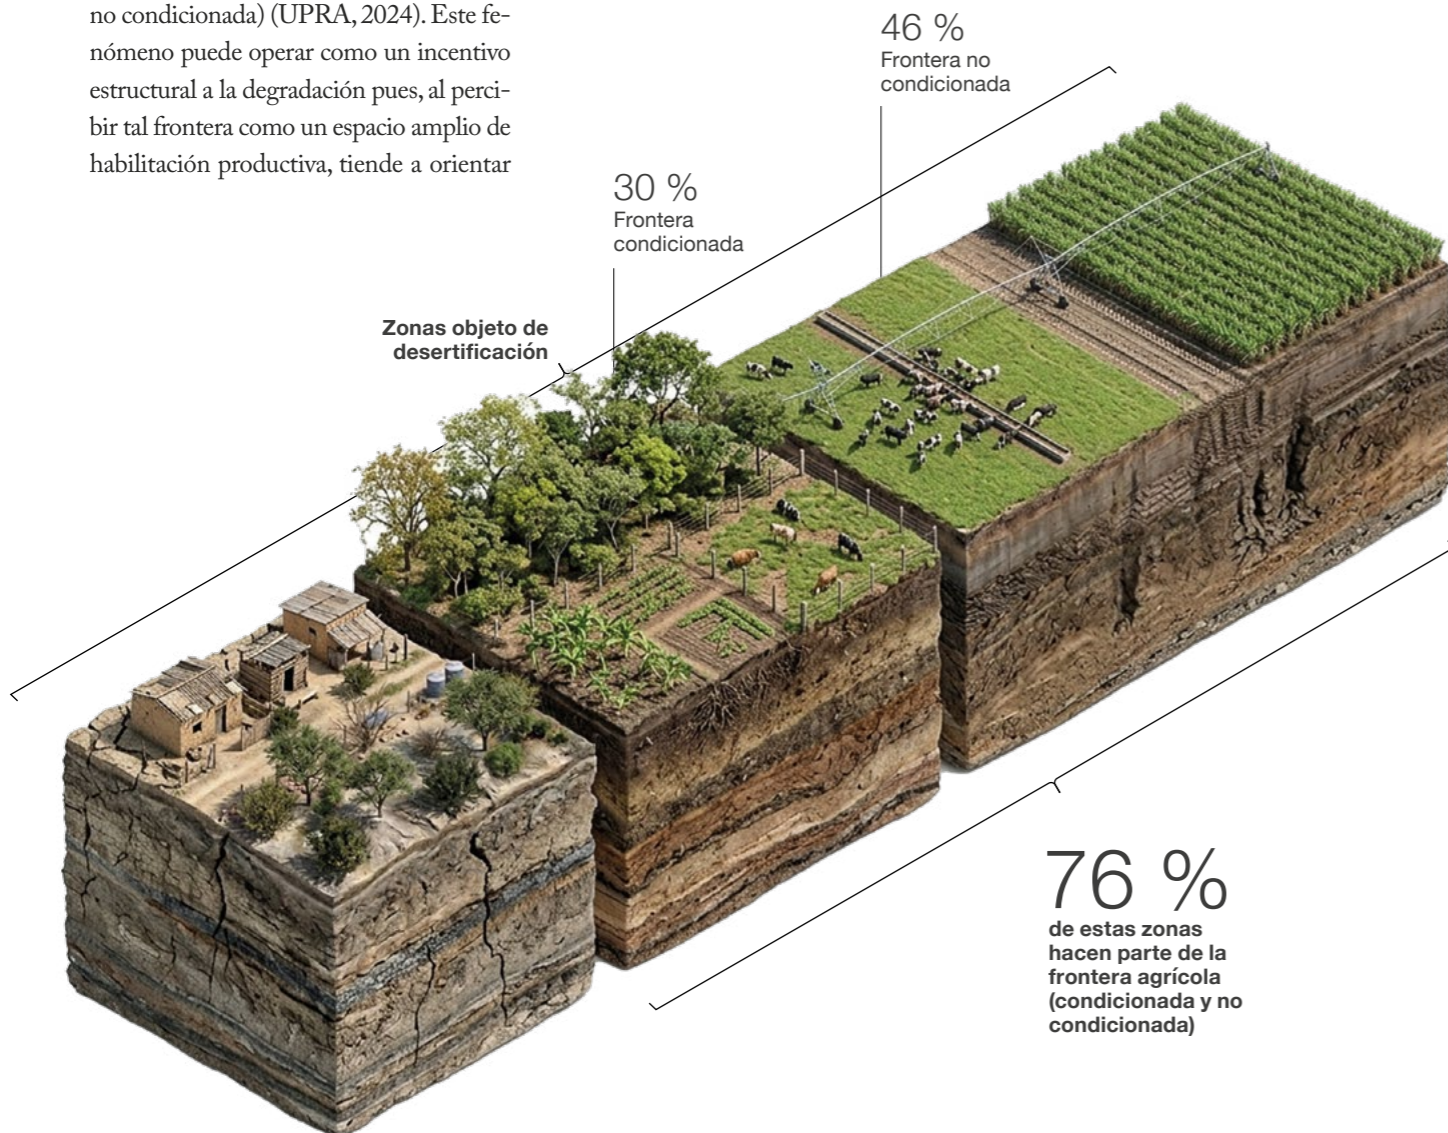 no condicionada) (UPRA, 2024). Este fe-
nómeno puede operar como un incentivo
estructural a la degradación pues, al perci-
bir tal frontera como un espacio amplio de
habilitación productiva, tiende a orientar
46 %
Frontera no
condicionada
30 %
Frontera
condicionada
Zonas objeto de
desertificación
76 %
de estas zonas
hacen parte de la
frontera agrícola
(condicionada y no
condicionada)